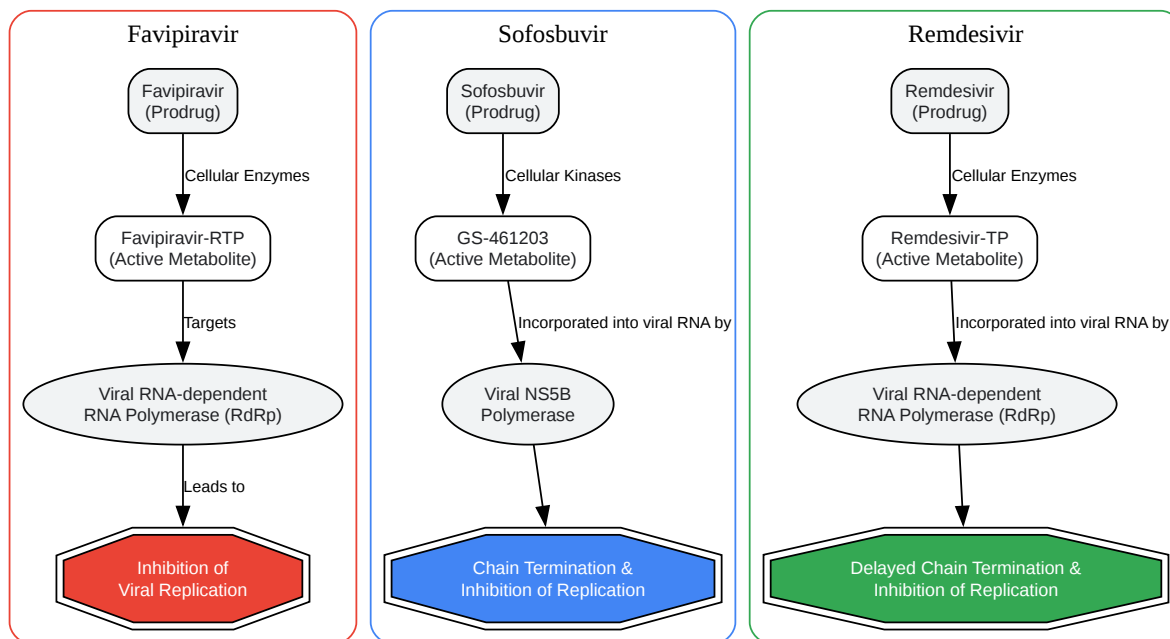 Favipiravir
Favipiravir
(Prodrug)
Cellular Enzymes
Favipiravir-RTP
(Active Metabolite)
Targets
Viral RNA-dependent
RNA Polymerase (RdRp)
Leads to
Inhibition of
Viral Replication
Sofosbuvir
Sofosbuvir
(Prodrug)
Cellular Kinases
GS-461203
(Active Metabolite)
Incorporated into viral RNA by
Viral NS5B
Polymerase
Chain Termination &
Inhibition of Replication
Remdesivir
Remdesivir
(Prodrug)
Cellular Enzymes
Remdesivir-TP
(Active Metabolite)
Incorporated into viral RNA by
Viral RNA-dependent
RNA Polymerase (RdRp)
Delayed Chain Termination &
Inhibition of Replication